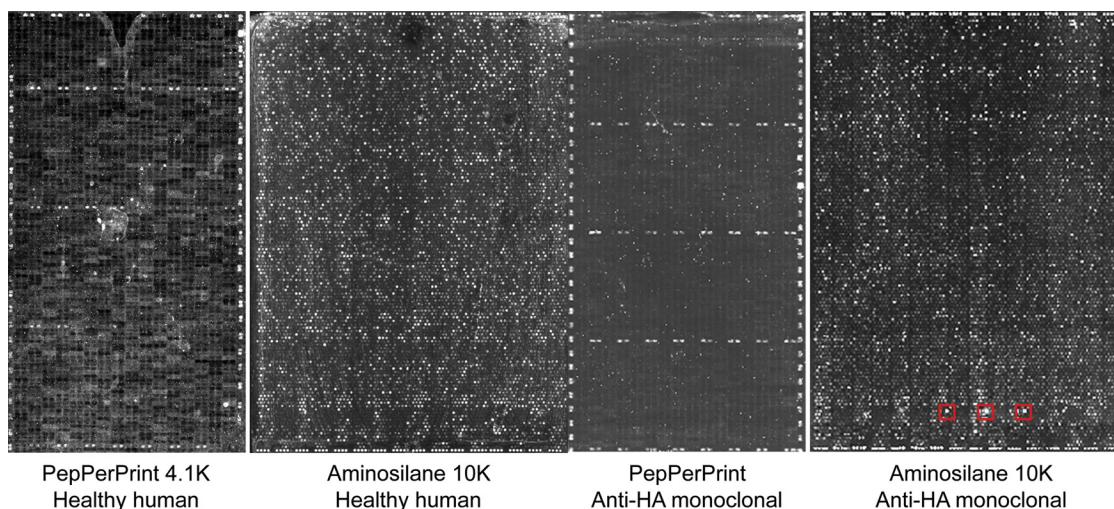 PepPerPrint 4.1K
Healthy human
Aminosilane 10K
Healthy human
PepPerPrint
Anti-HA monoclonal
Aminosilane 10K
Anti-HA monoclonal